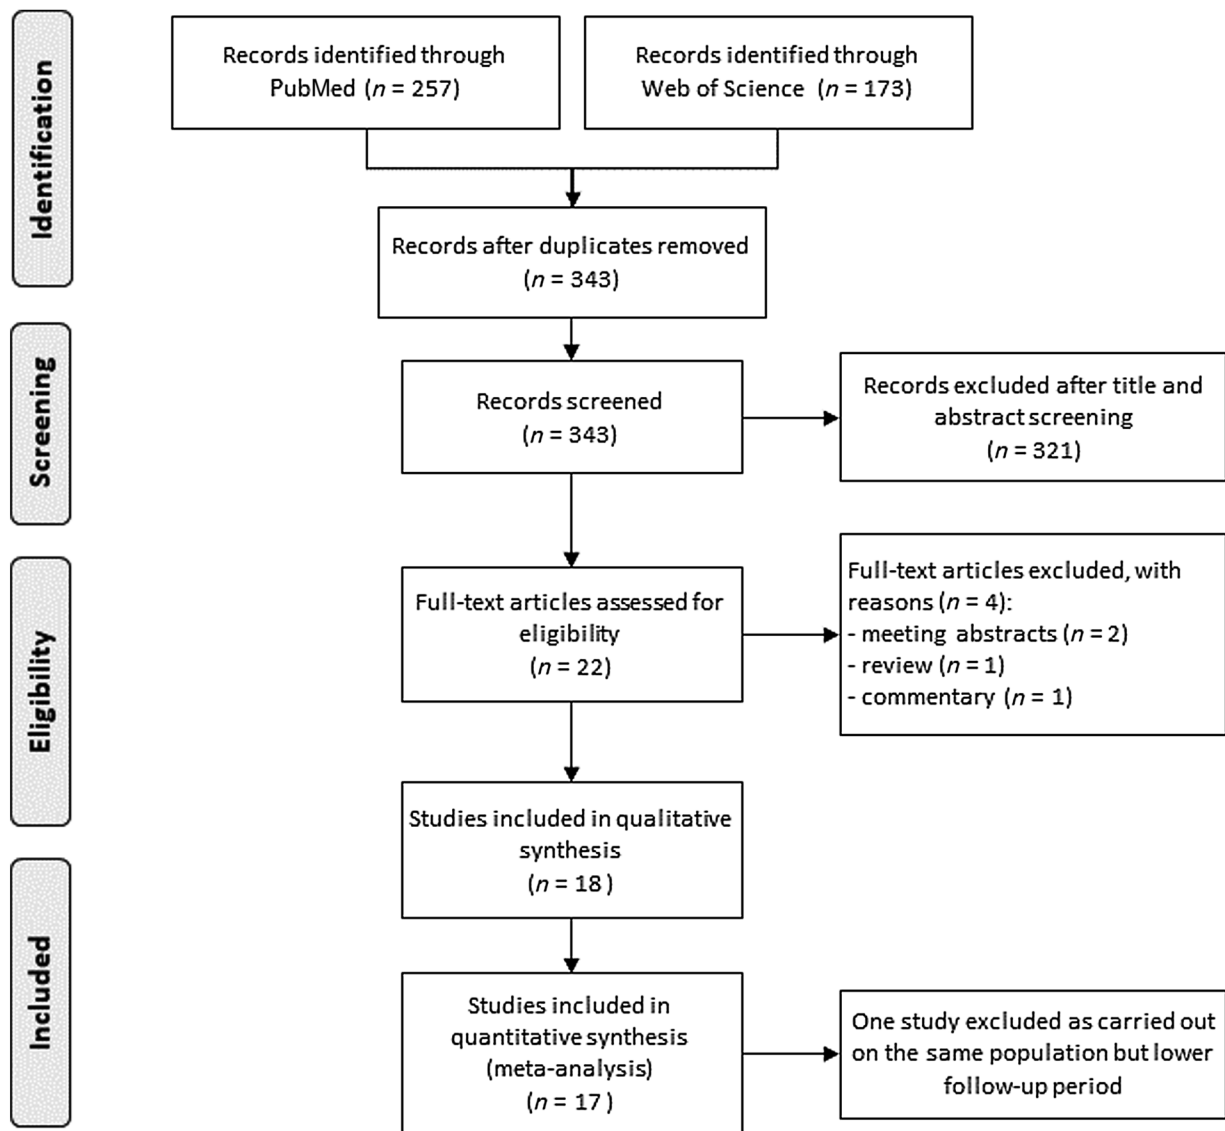 Identification
Records identified through
PubMed (n = 257)
Records identified through
Web of Science (n = 173)
Records after duplicates removed
(n = 343)
Screening
Records screened
(n = 343)
Records excluded after title and
abstract screening
(n = 321)
Eligibility
Full-text articles assessed for
eligibility
(n = 22)
Full-text articles excluded, with
reasons (n = 4):
- meeting abstracts (n = 2)
- review (n = 1)
- commentary (n = 1)
Studies included in qualitative
synthesis
(n = 18 )
Included
Studies included in
quantitative synthesis
(meta-analysis)
(n = 17 )
One study excluded as carried out
on the same population but lower
follow-up period